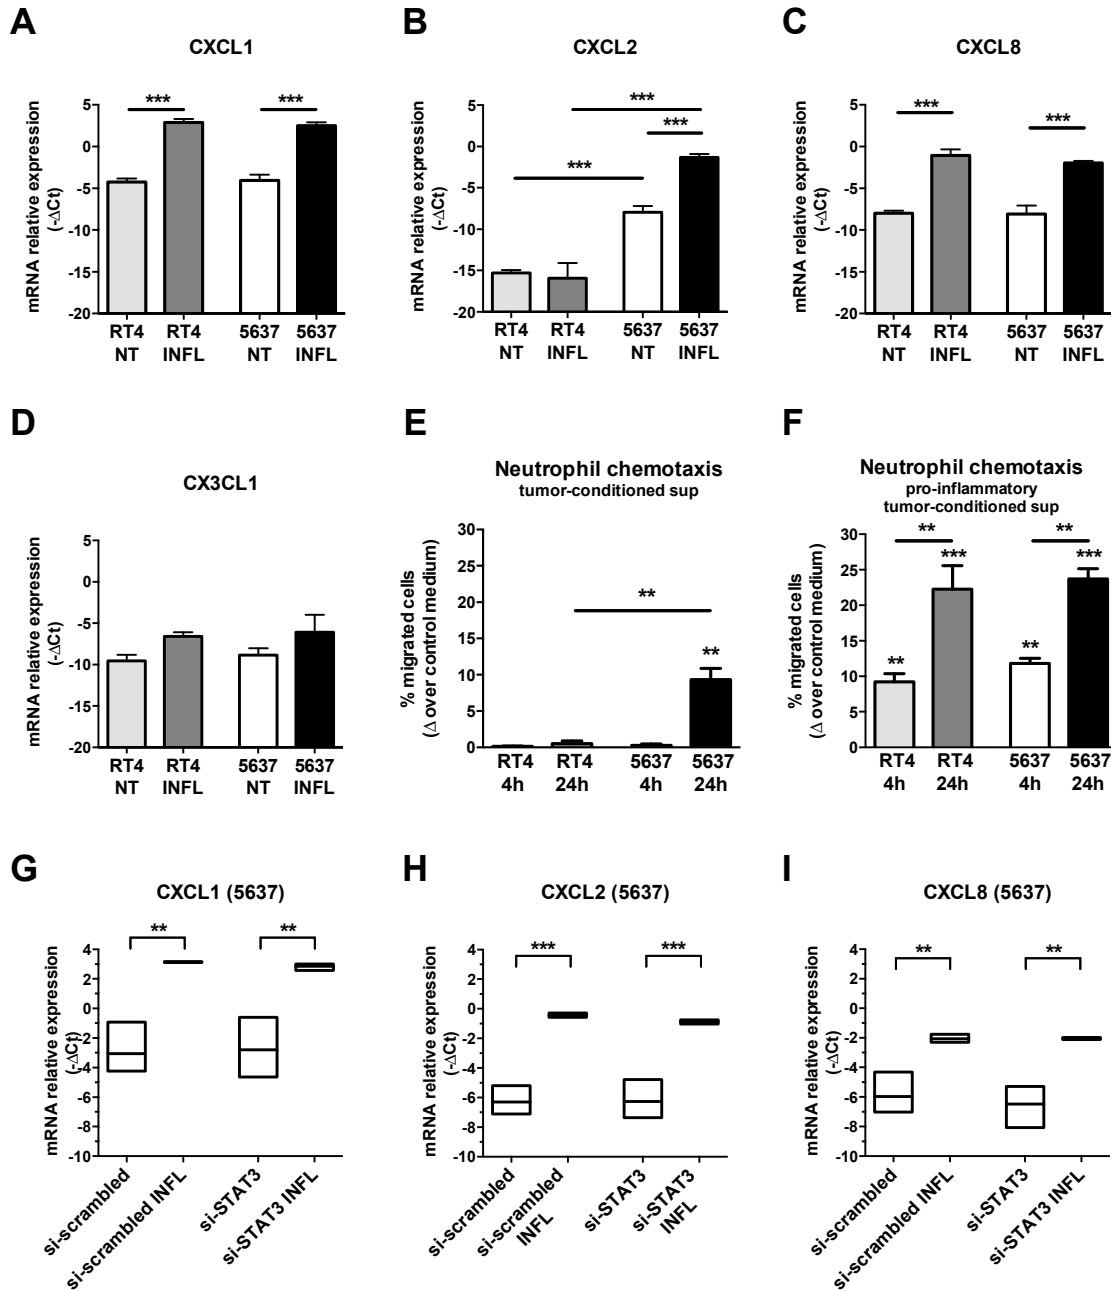 A
CXCL1
mRNA relative expression
(-ΔCt)
5
0
-5
-10
-15
-20
***
***
RT4
NT
RT4
INFL
5637
NT
5637
INFL
B
CXCL2
mRNA relative expression
(-ΔCt)
5
0
-5
-10
-15
-20
***
***
***
RT4
NT
RT4
INFL
5637
NT
5637
INFL
C
CXCL8
mRNA relative expression
(-ΔCt)
5
0
-5
-10
-15
-20
***
***
RT4
NT
RT4
INFL
5637
NT
5637
INFL
D
CX3CL1
mRNA relative expression
(-ΔCt)
5
0
-5
-10
-15
-20
RT4
NT
RT4
INFL
5637
NT
5637
INFL
E
Neutrophil chemotaxis
tumor-conditioned sup
% migrated cells
(Δ over control medium)
30
25
20
15
10
5
0
**
**
RT4
4h
RT4
24h
5637
4h
5637
24h
F
Neutrophil chemotaxis
pro-inflammatory
tumor-conditioned sup
% migrated cells
(Δ over control medium)
30
25
20
15
10
5
0
**
**
**
***
**
***
RT4
4h
RT4
24h
5637
4h
5637
24h
G
CXCL1 (5637)
mRNA relative expression
(-ΔCt)
4
2
0
-2
-4
-6
-8
-10
**
**
si-scrambled
si-scrambled INFL
si-STAT3
si-STAT3 INFL
H
CXCL2 (5637)
mRNA relative expression
(-ΔCt)
4
2
0
-2
-4
-6
-8
-10
***
***
si-scrambled
si-scrambled
INFL
si-STAT3
si-STAT3
INFL
I
CXCL8 (5637)
mRNA relative expression
(-ΔCt)
4
2
0
-2
-4
-6
-8
-10
**
**
si-scrambled
si-scrambled INFL
si-STAT3
si-STAT3 INFL